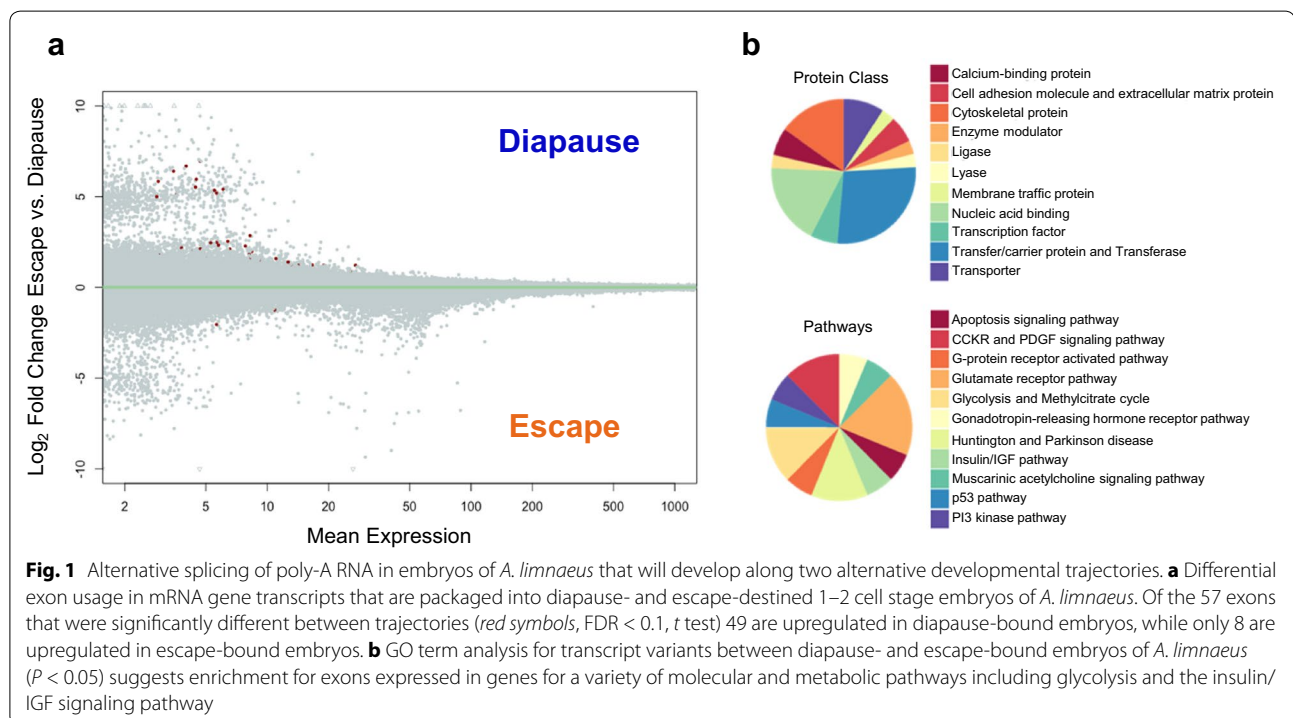 a
b
Log2 Fold Change Escape vs. Diapause
10
5
0
-5
-10
Diapause
Escape
2
5
10
20
50
100
200
500
1000
Mean Expression
Protein Class
Calcium-binding protein
Cell adhesion molecule and extracellular matrix protein
Cytoskeletal protein
Enzyme modulator
Ligase
Lyase
Membrane traffic protein
Nucleic acid binding
Transcription factor
Transfer/carrier protein and Transferase
Transporter
Pathways
Apoptosis signaling pathway
CCKR and PDGF signaling pathway
G-protein receptor activated pathway
Glutamate receptor pathway
Glycolysis and Methylcitrate cycle
Gonadotropin-releasing hormone receptor pathway
Huntington and Parkinson disease
Insulin/IGF pathway
Muscarinic acetylcholine signaling pathway
p53 pathway
PI3 kinase pathway
Fig. 1 Alternative splicing of poly-A RNA in embryos of A. limnaeus that will develop along two alternative developmental trajectories. a Differential
exon usage in mRNA gene transcripts that are packaged into diapause- and escape-destined 1–2 cell stage embryos of A. limnaeus. Of the 57 exons
that were significantly different between trajectories (red symbols, FDR < 0.1, t test) 49 are upregulated in diapause-bound embryos, while only 8 are
upregulated in escape-bound embryos. b GO term analysis for transcript variants between diapause- and escape-bound embryos of A. limnaeus
(P < 0.05) suggests enrichment for exons expressed in genes for a variety of molecular and metabolic pathways including glycolysis and the insulin/
IGF signaling pathway